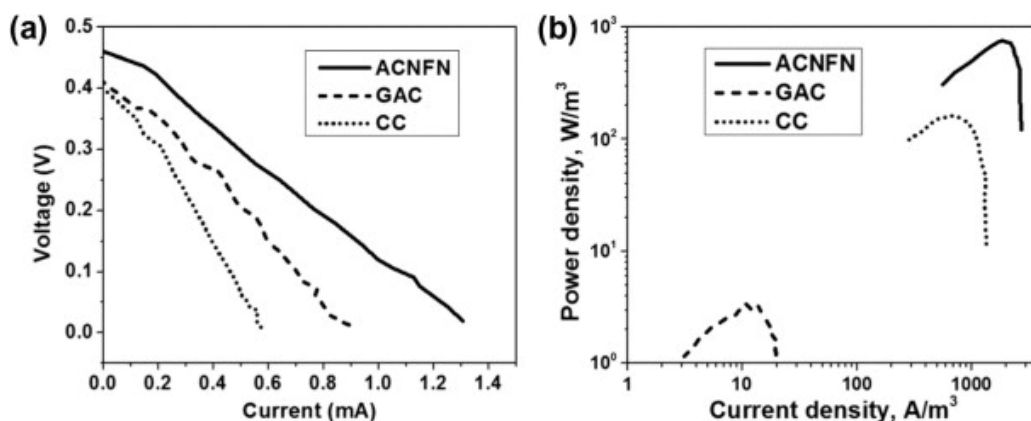 (a)
0.5
0.4
0.3
0.2
0.1
0.0
Voltage (V)
ACNFN
GAC
CC
0.0 0.2 0.4 0.6 0.8 1.0 1.2 1.4
Current (mA)
(b)
10³
10²
10¹
10⁰
Power density, W/m³
ACNFN
GAC
CC
1 10 100 1000
Current density, A/m³